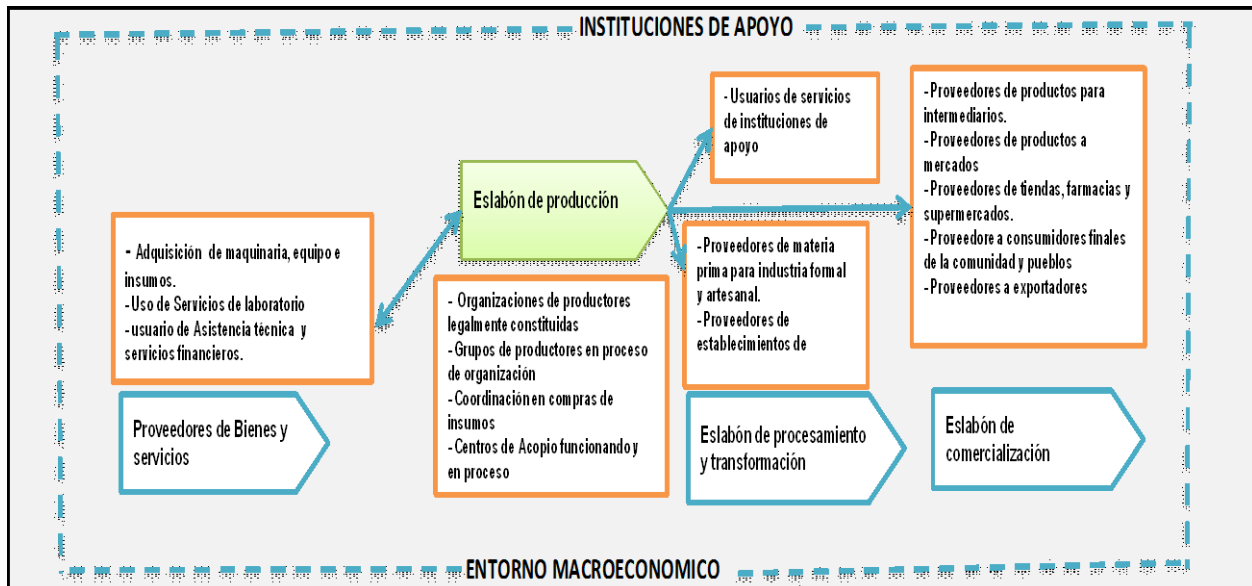 INSTITUCIONES DE APOYO
- Adquisición de maquinaria, equipo e
insumos.
- Uso de Servicios de laboratorio
- usuario de Asistencia técnica y
servicios financieros.
Proveedores de Bienes y
servicios
Eslabón de producción
- Organizaciones de productores
legalmente constituidas
- Grupos de productores en proceso
de organización
- Coordinación en compras de
insumos
- Centros de Acopio funcionando y
en proceso
- Usuarios de servicios
de instituciones de
apoyo
- Proveedores de materia
prima para industria formal
y artesanal.
- Proveedores de
establecimientos de
Eslabón de procesamiento
y transformación
- Proveedores de productos para
intermediarios.
- Proveedores de productos a
mercados
- Proveedores de tiendas, farmacias y
supermercados.
- Proveedore a consumidores finales
de la comunidad y pueblos
- Proveedores a exportadores
Eslabón de
comercialización
ENTORNO MACROECONOMICO